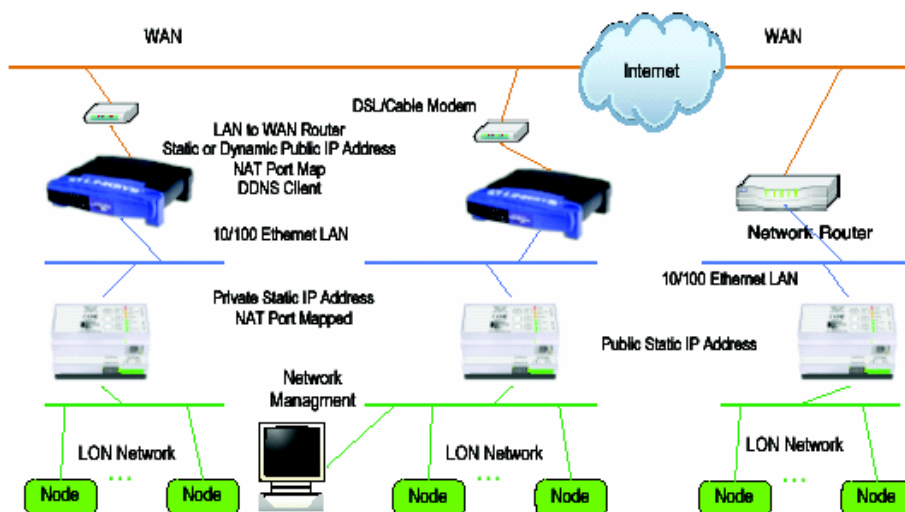 WAN
WAN
Internet
DSL/Cable Modem
LAN to WAN Router
Static or Dynamic Public IP Address
NAT Port Map
DDNS Client
LINKSYS
LINKSYS
Network Router
10/100 Ethernet LAN
10/100 Ethernet LAN
Private Static IP Address
NAT Port Mapped
Public Static IP Address
Network
Managment
LON Network
LON Network
LON Network
...
...
...
Node
Node
Node
Node
Node
Node